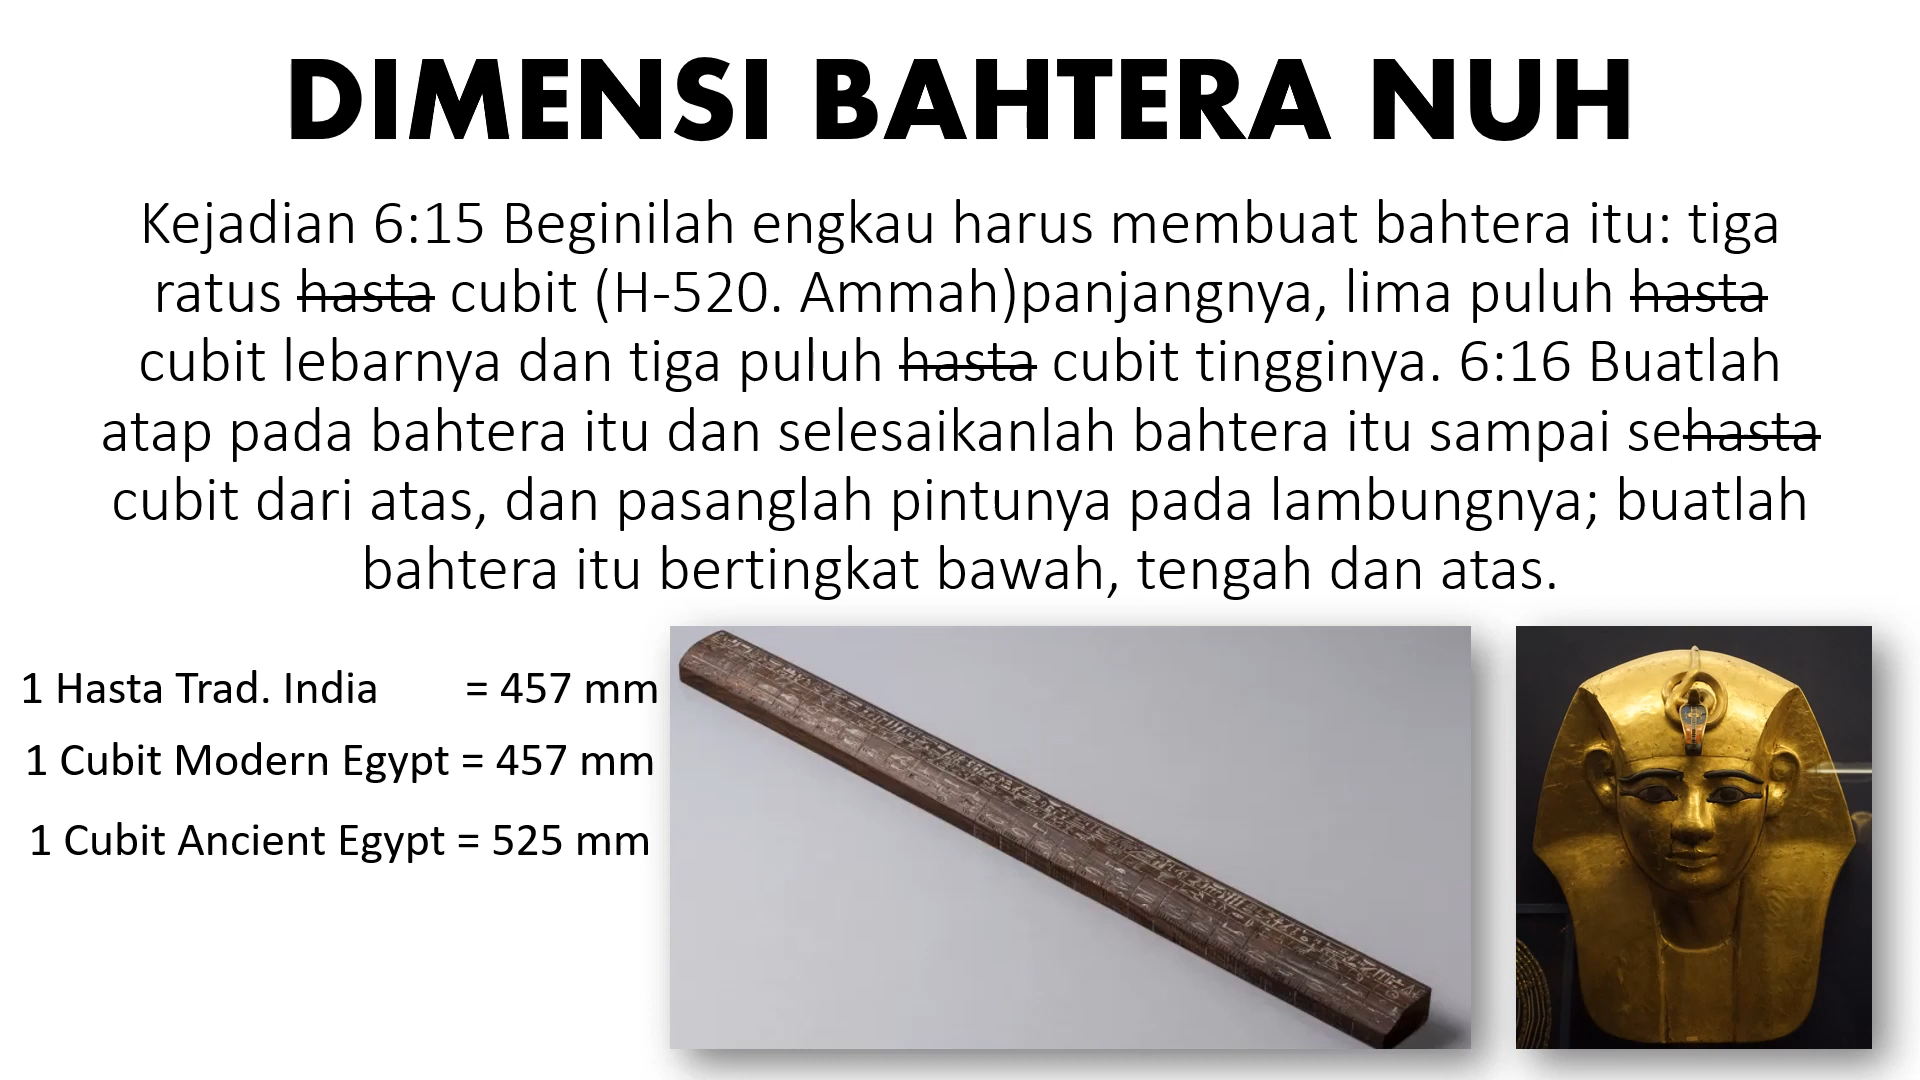 DIMENSI BAHTERA NUH
Kejadian 6:15 Beginilah engkau harus membuat bahtera itu: tiga
ratus hasta cubit (H-520. Ammah)panjangnya, lima puluh hasta
cubit lebarnya dan tiga puluh hasta cubit tingginya. 6:16 Buatlah
atap pada bahtera itu dan selesaikanlah bahtera itu sampai sehasta
cubit dari atas, dan pasanglah pintunya pada lambungnya; buatlah
bahtera itu bertingkat bawah, tengah dan atas.
1 Hasta Trad. India = 457 mm
1 Cubit Modern Egypt = 457 mm
1 Cubit Ancient Egypt = 525 mm